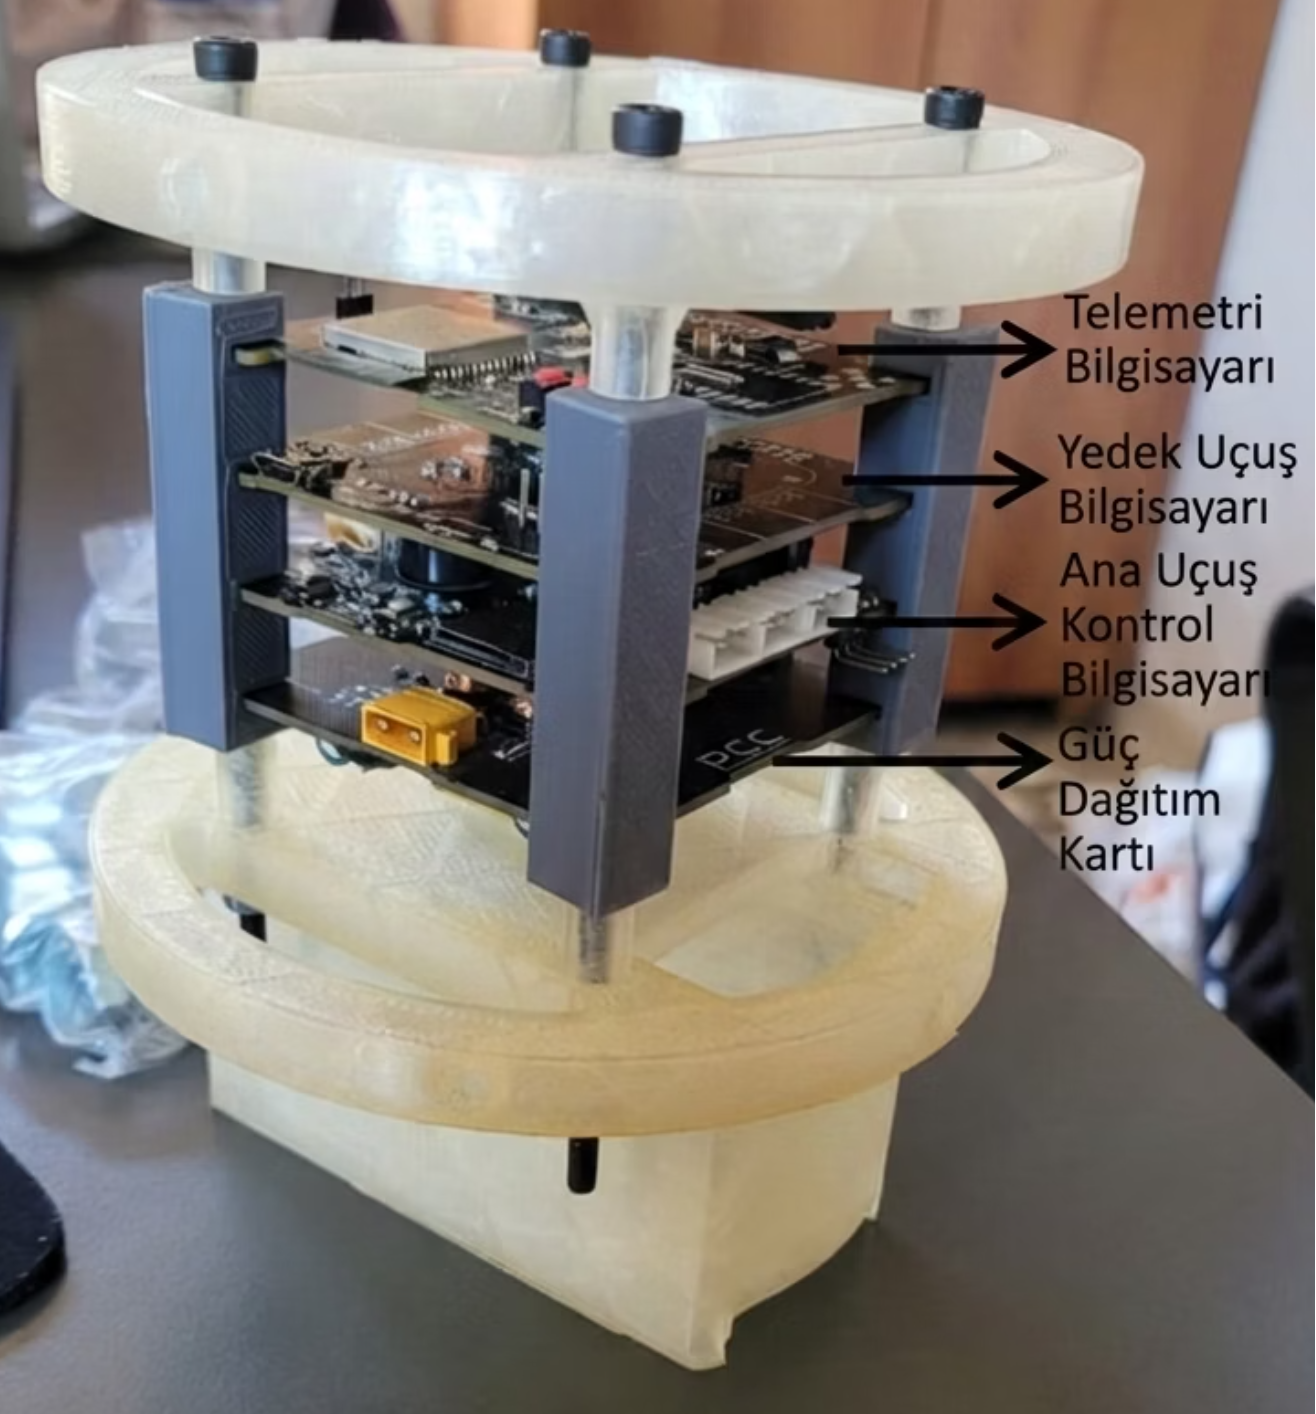 Telemetri
Bilgisayarı
Yedek Uçuş
Bilgisayarı
Ana Uçuş
Kontrol
Bilgisayarı
PCC
Güç
Dağıtım
Kartı